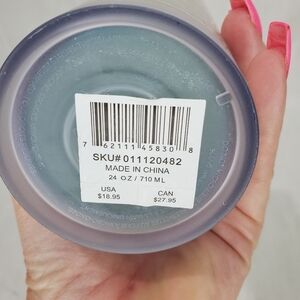 7 62111 45830 8
SKU# 011120482
MADE IN CHINA
24 OZ / 710 ML
USA CAN
$18.95 $27.95